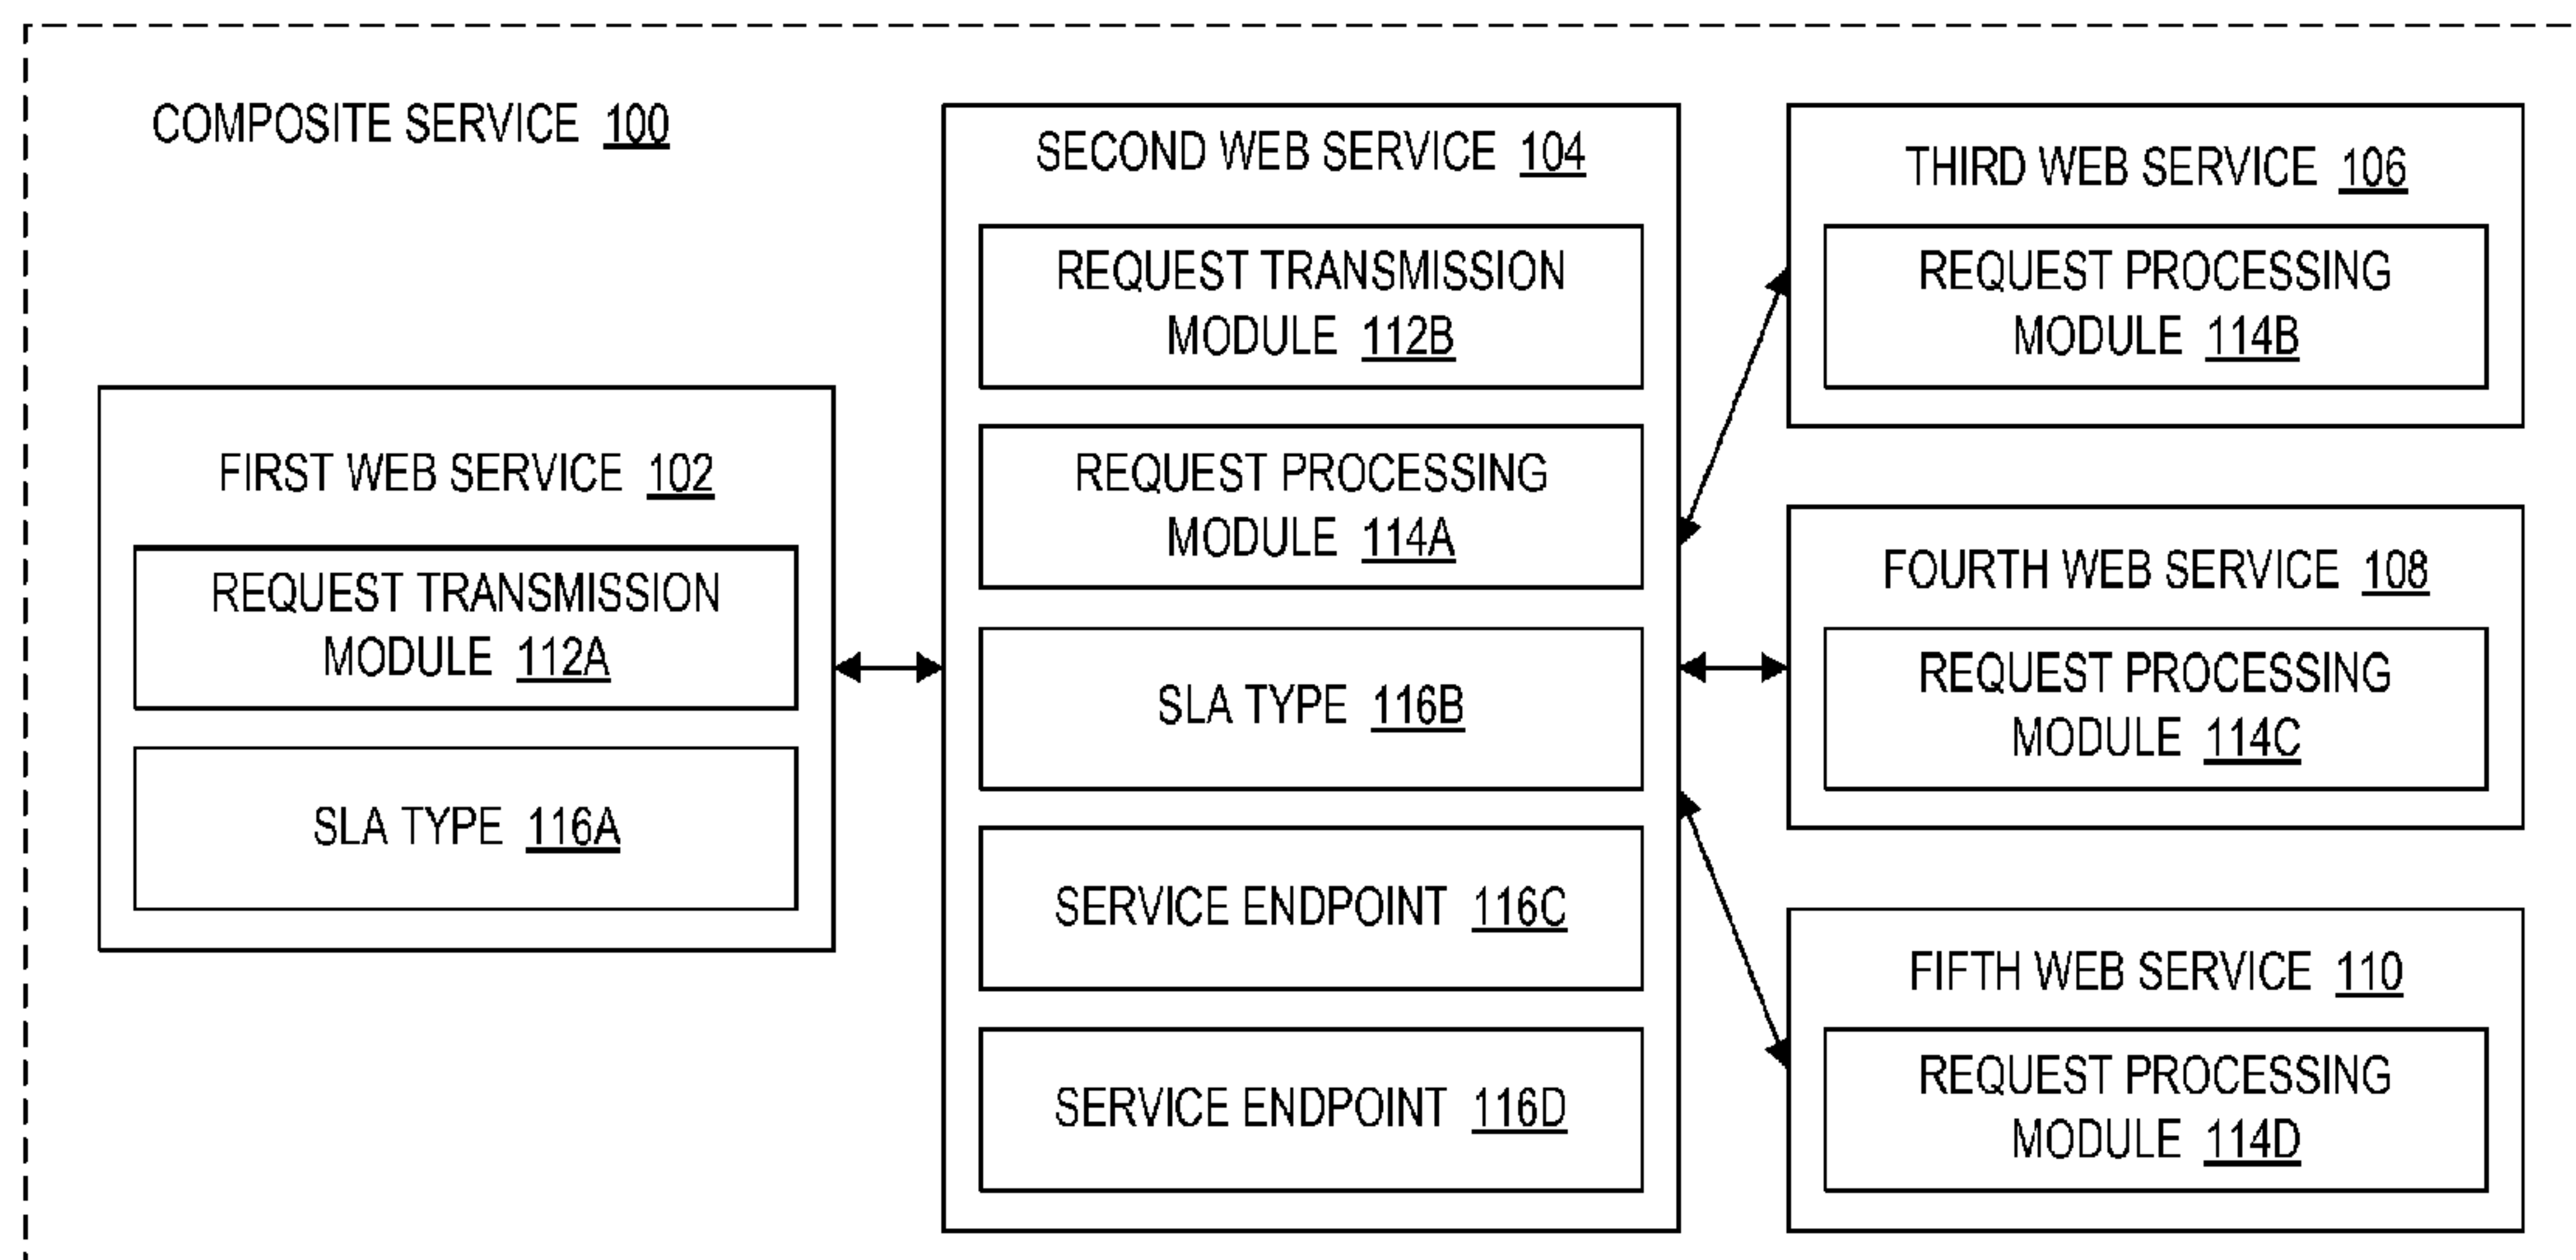 COMPOSITE SERVICE 100
FIRST WEB SERVICE 102
REQUEST TRANSMISSION
MODULE 112A
SLA TYPE 116A
SECOND WEB SERVICE 104
REQUEST TRANSMISSION
MODULE 112B
REQUEST PROCESSING
MODULE 114A
SLA TYPE 116B
SERVICE ENDPOINT 116C
SERVICE ENDPOINT 116D
THIRD WEB SERVICE 106
REQUEST PROCESSING
MODULE 114B
FOURTH WEB SERVICE 108
REQUEST PROCESSING
MODULE 114C
FIFTH WEB SERVICE 110
REQUEST PROCESSING
MODULE 114D